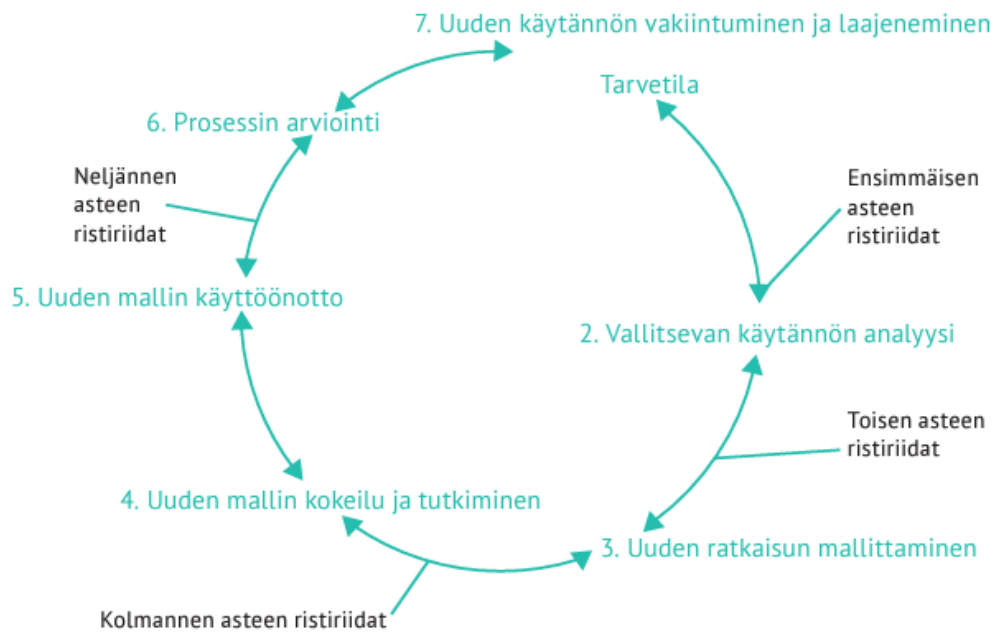 7. Uuden käytännön vakiintuminen ja laajeneminen
Tarvetila
6. Prosessin arviointi
Neljännen
asteen
ristiriidat
Ensimmäisen
asteen
ristiriidat
5. Uuden mallin käyttöönotto
2. Vallitsevan käytännön analyysi
Toisen asteen
ristiriidat
4. Uuden mallin kokeilu ja tutkiminen
3. Uuden ratkaisun mallittaminen
Kolmannen asteen ristiriidat